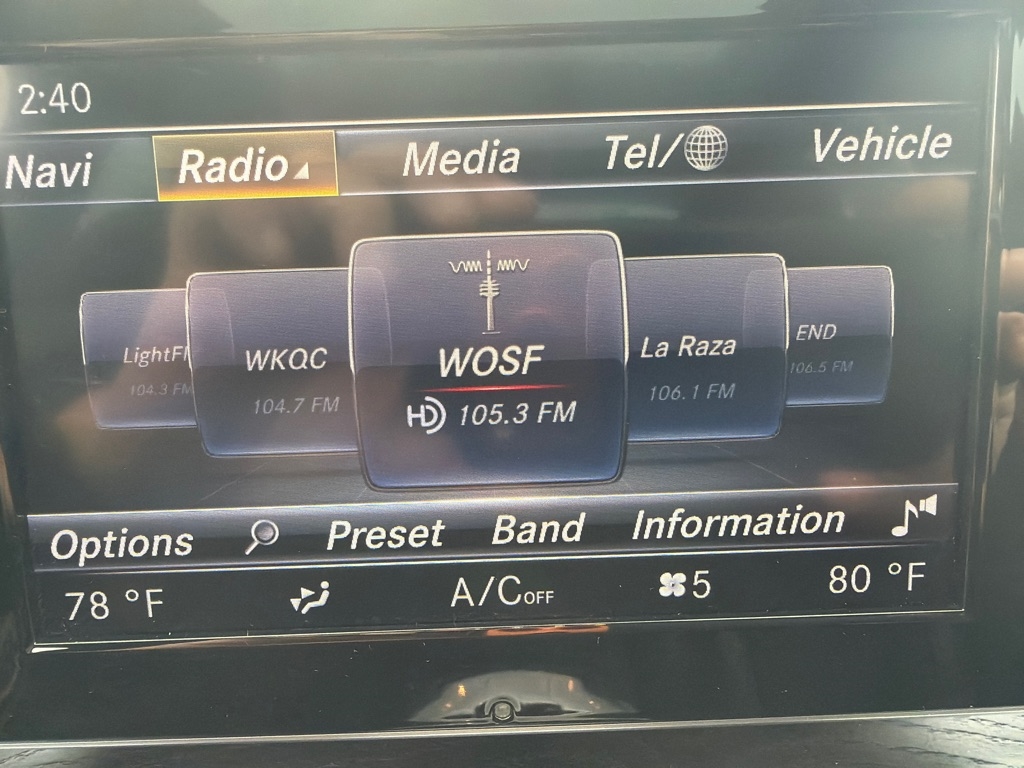 2:40
Navi Radio Media Tel/ Vehicle
WKQC WOSF La Raza END
104.3 FM 104.7 FM HD 105.3 FM 106.1 FM 106.5 FM
Options Preset Band Information
78 °F A/C OFF 5 80 °F